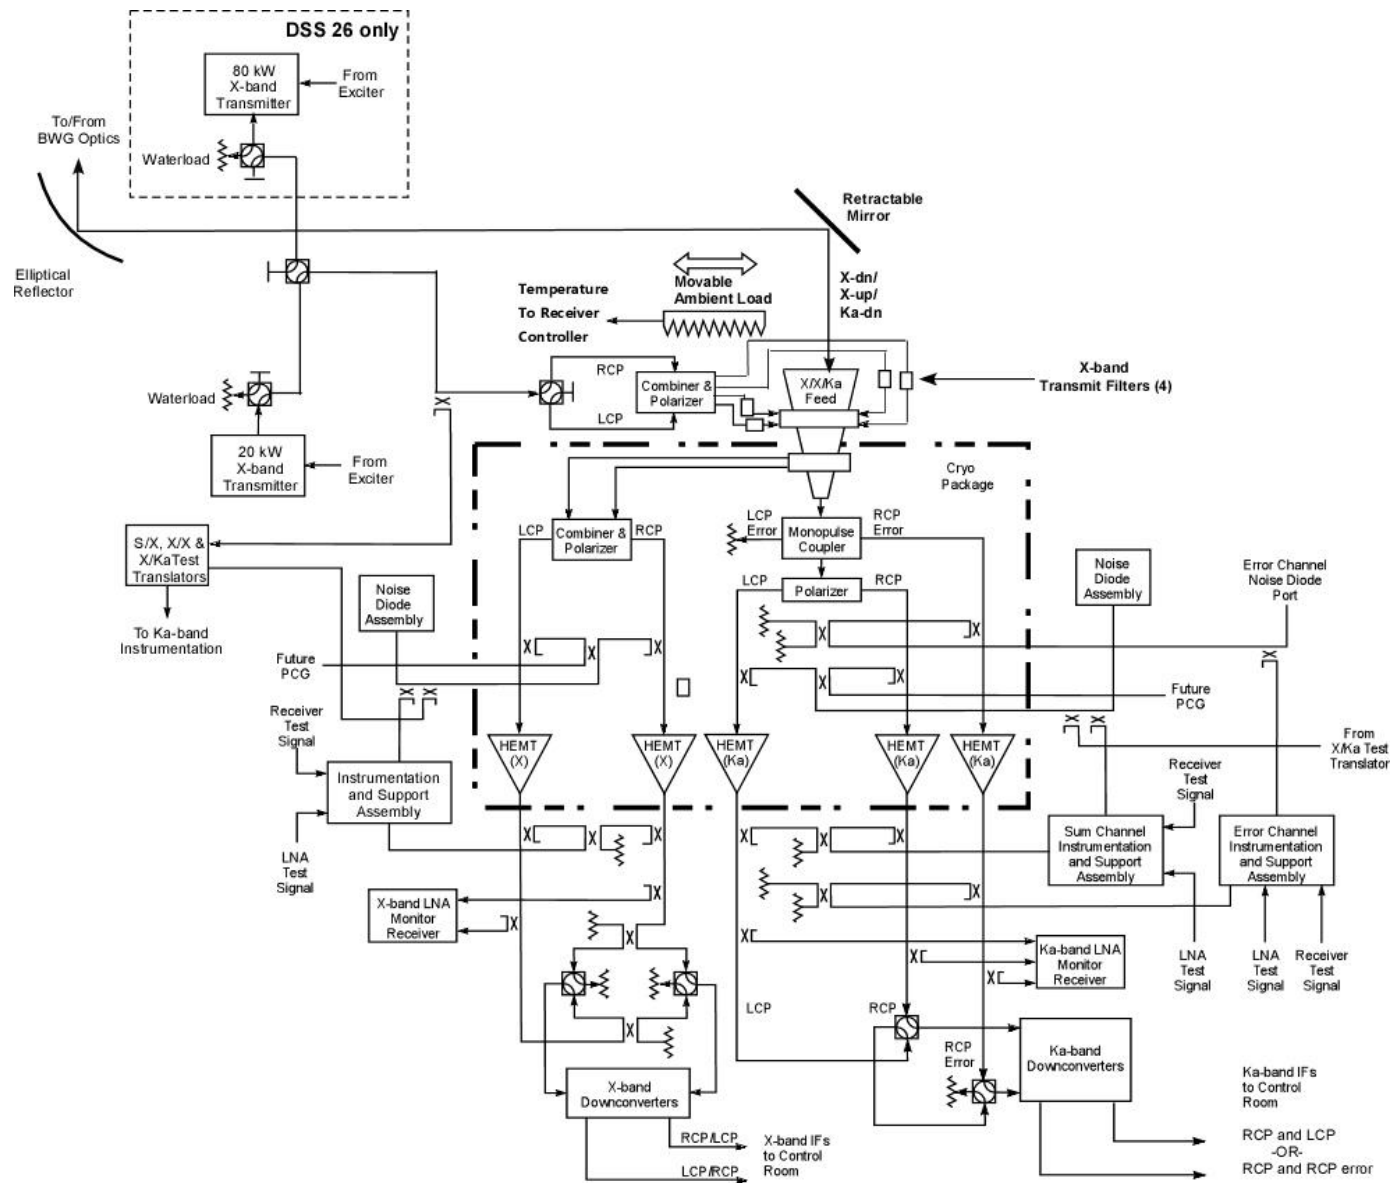 DSS 26 only
80 kW
X-band
Transmitter
From
Exciter
To/From
BWG Optics
Waterload
Retractable
Mirror
Elliptical
Reflector
X-dn/
X-up/
Ka-dn
Movable
Ambient Load
Temperature
To Receiver
Controller
RCP
Combiner &
Polarizer
LCP
X/X/Ka
Feed
X-band
Transmit Filters (4)
Waterload
20 kW
X-band
Transmitter
From
Exciter
Cryo
Package
S/X, X/X &
X/KaTest
Translators
To Ka-band
Instrumentation
LCP
Combiner &
Polarizer
RCP
LCP
Error
Monopulse
Coupler
RCP
Error
LCP
Polarizer
RCP
Noise
Diode
Assembly
Noise
Diode
Assembly
Error Channel
Noise Diode
Port
Future
PCG
Future
PCG
Receiver
Test
Signal
HEMT
(X)
HEMT
(X)
HEMT
(Ka)
HEMT
(Ka)
HEMT
(Ka)
From
X/Ka Test
Translator
Instrumentation
and Support
Assembly
LNA
Test
Signal
Receiver
Test
Signal
Sum Channel
Instrumentation
and Support
Assembly
Error Channel
Instrumentation
and Support
Assembly
X-band LNA
Monitor
Receiver
Ka-band LNA
Monitor
Receiver
LNA
Test
Signal
LNA
Test
Signal
Receiver
Test
Signal
LCP
RCP
RCP
Error
Ka-band
Downconverters
X-band
Downconverters
Ka-band IFs
to Control
Room
RCP/LCP
LCP/RCP
X-band IFs
to Control
Room
RCP and LCP
-OR-
RCP and RCP error